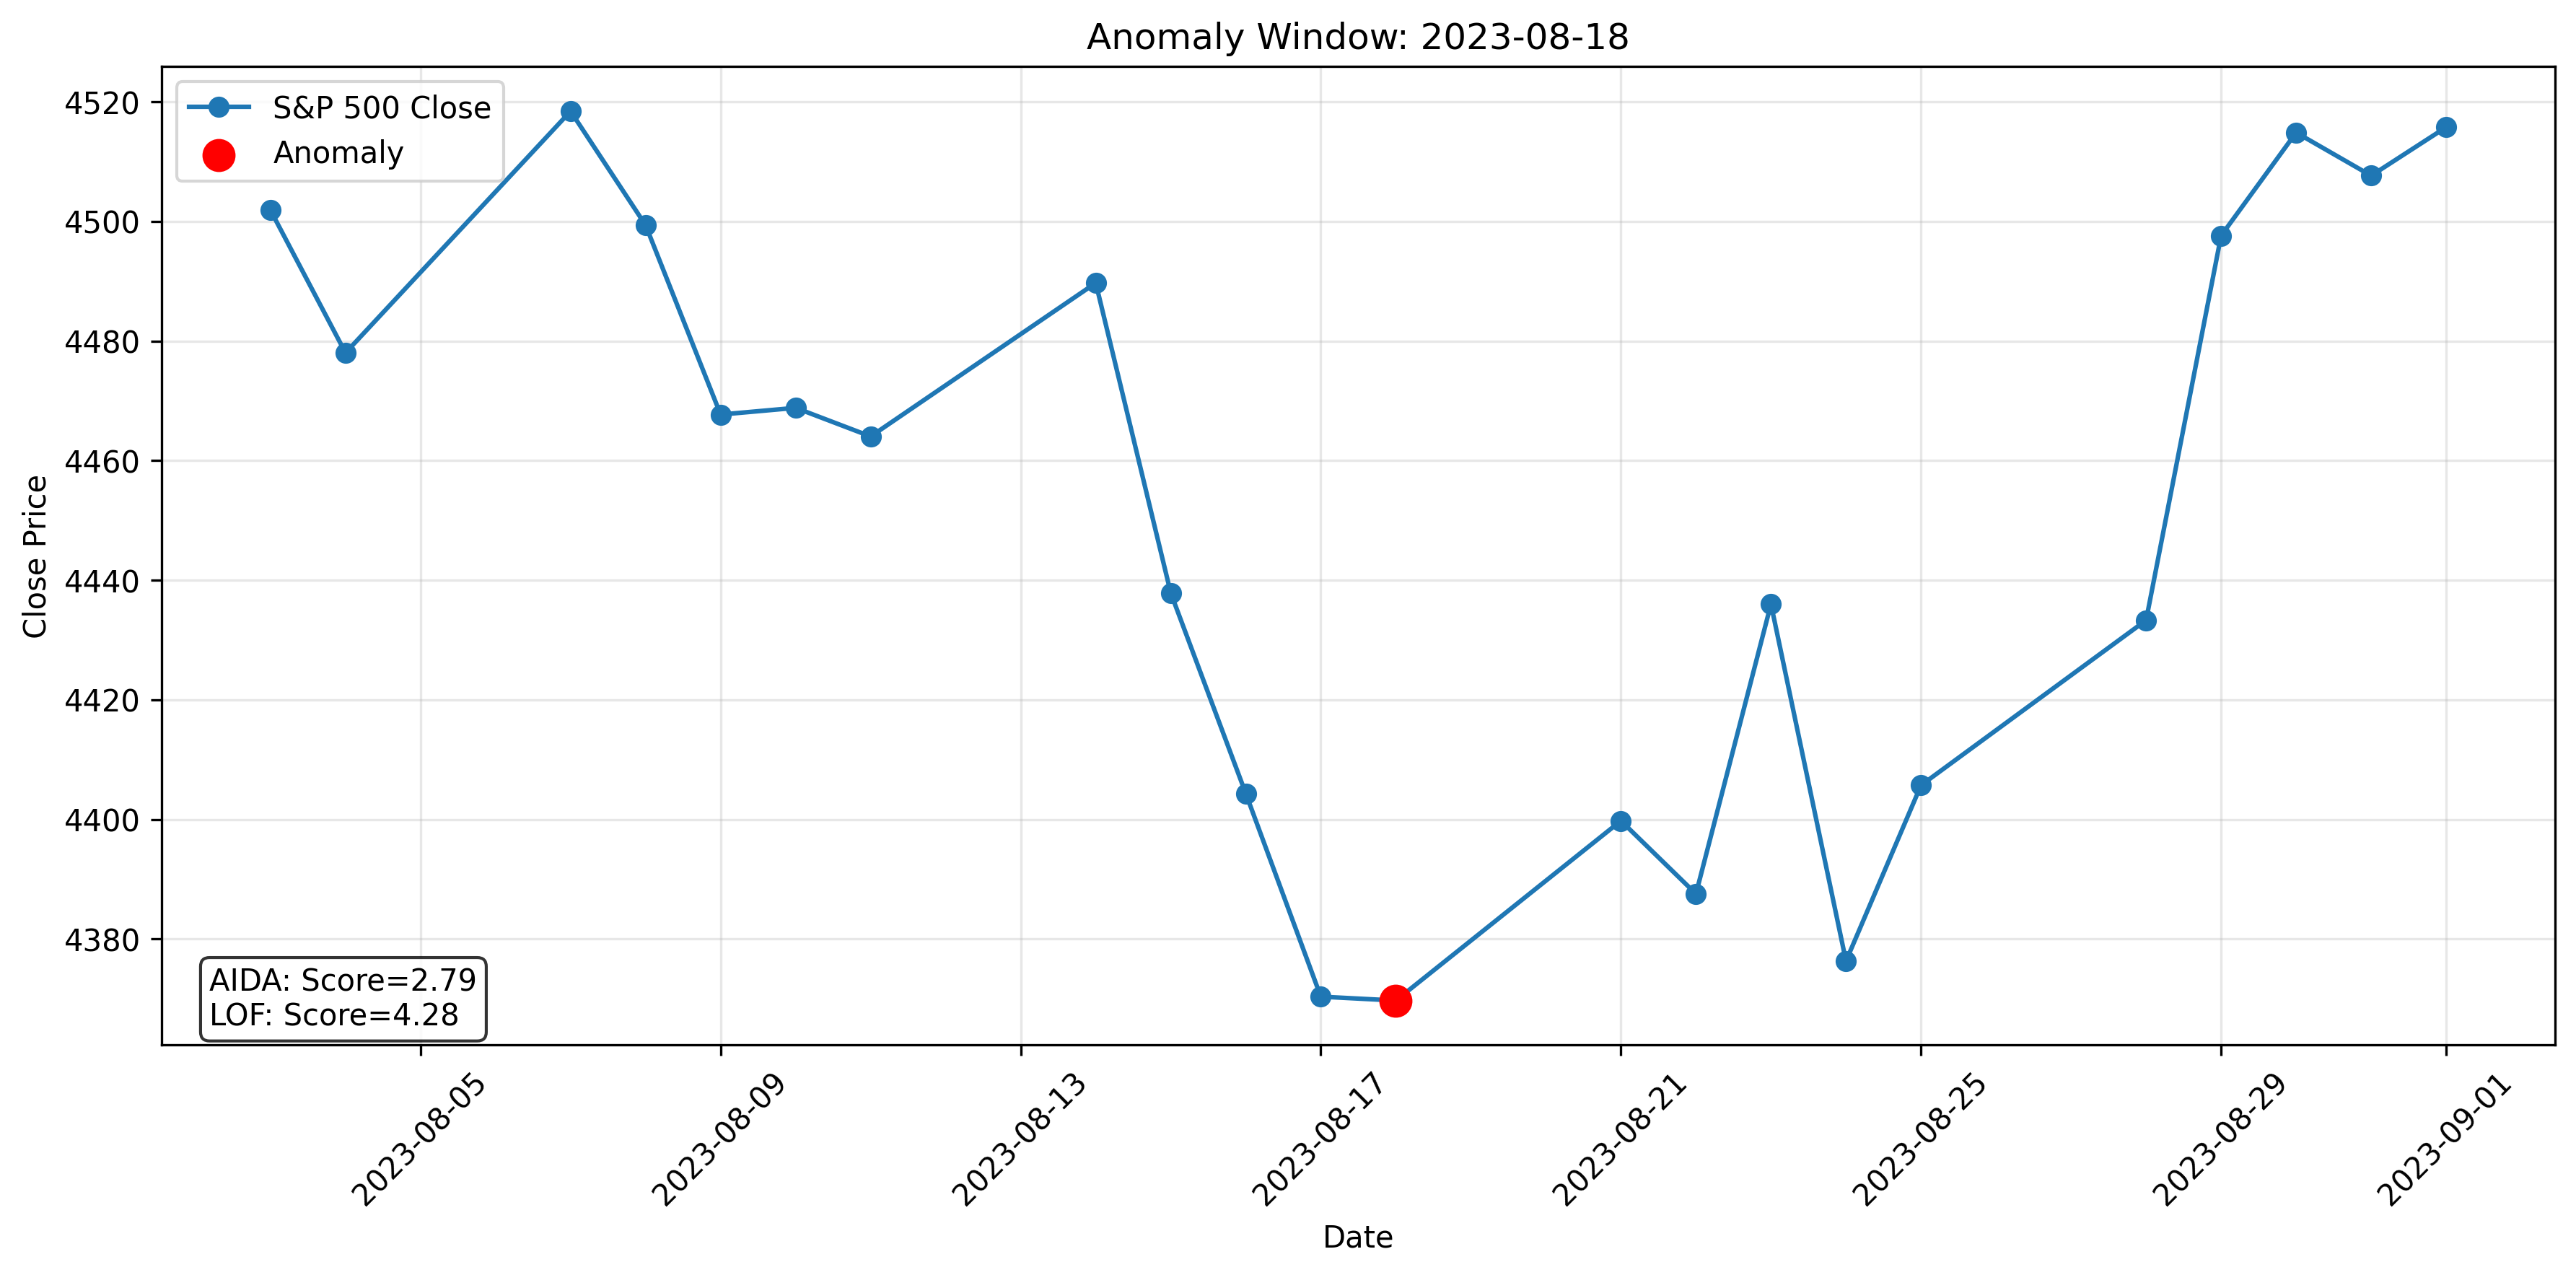 Anomaly Window: 2023-08-18
S&P 500 Close
Anomaly
4520
4500
4480
4460
4440
4420
4400
4380
Close Price
AIDA: Score=2.79
LOF: Score=4.28
2023-08-05
2023-08-09
2023-08-13
2023-08-17
2023-08-21
2023-08-25
2023-08-29
2023-09-01
Date